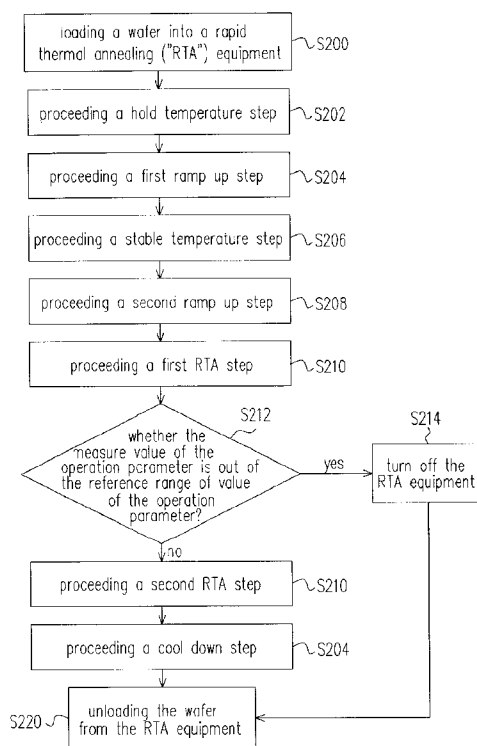 loading a wafer into a rapid
thermal annealing ("RTA") equipment
S200
proceeding a hold temperature step
S202
proceeding a first ramp up step
S204
proceeding a stable temperature step
S206
proceeding a second ramp up step
S208
proceeding a first RTA step
S210
S212
whether the
measure value of the
operation parameter is out of
the reference range of value
of the operation
parameter?
yes
S214
turn off the
RTA equipment
no
proceeding a second RTA step
S210
proceeding a cool down step
S204
S220
unloading the wafer
from the RTA equipment